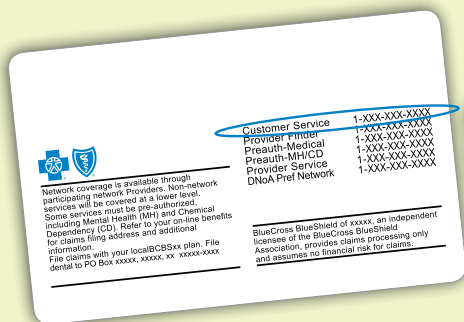 Customer Service 1-XXX-XXX-XXXX
Provider Finder 1-XXX-XXX-XXXX
Preauth-Medical 1-XXX-XXX-XXXX
Preauth-MH/CD 1-XXX-XXX-XXXX
Provider Service 1-XXX-XXX-XXXX
DNoA Pref Network 1-XXX-XXX-XXXX
Network coverage is available through
participating network Providers. Non-network
services will be covered at a lower level.
Some services must be pre-authorized,
including Mental Health (MH) and Chemical
Dependency (CD). Refer to your on-line benefits
for claims filing address and additional
information.
File claims with your localBCBSxx plan. File
dental to PO Box xxxxx, xxxxx, xx xxxxx-xxxx
BlueCross BlueShield of xxxxx, an independent
licensee of the BlueCross BlueShield
Association, provides claims processing only
and assumes no financial risk for claims.